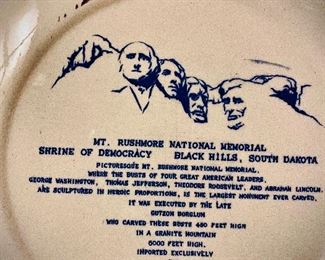 MT. RUSHMORE NATIONAL MEMORIAL
SHRINE OF DEMOCRACY BLACK HILLS, SOUTH DAKOTA
PICTURESQUE MT. RUSHMORE NATIONAL MEMORIAL,
WHERE THE BUSTS OF FOUR GREAT AMERICAN LEADERS,
GEORGE WASHINGTON, THOMAS JEFFERSON, THEODORE ROOSEVELT, AND ABRAHAM LINCOLN,
ARE SCULPTURED IN HEROIC PROPORTIONS, IS THE LARGEST MONUMENT EVER CARVED.
IT WAS EXECUTED BY THE LATE
GUTZON BORGLUM
WHO CARVED THESE BUSTS 450 FEET HIGH
IN A GRANITE MOUNTAIN
6000 FEET HIGH.
IMPORTED EXCLUSIVELY